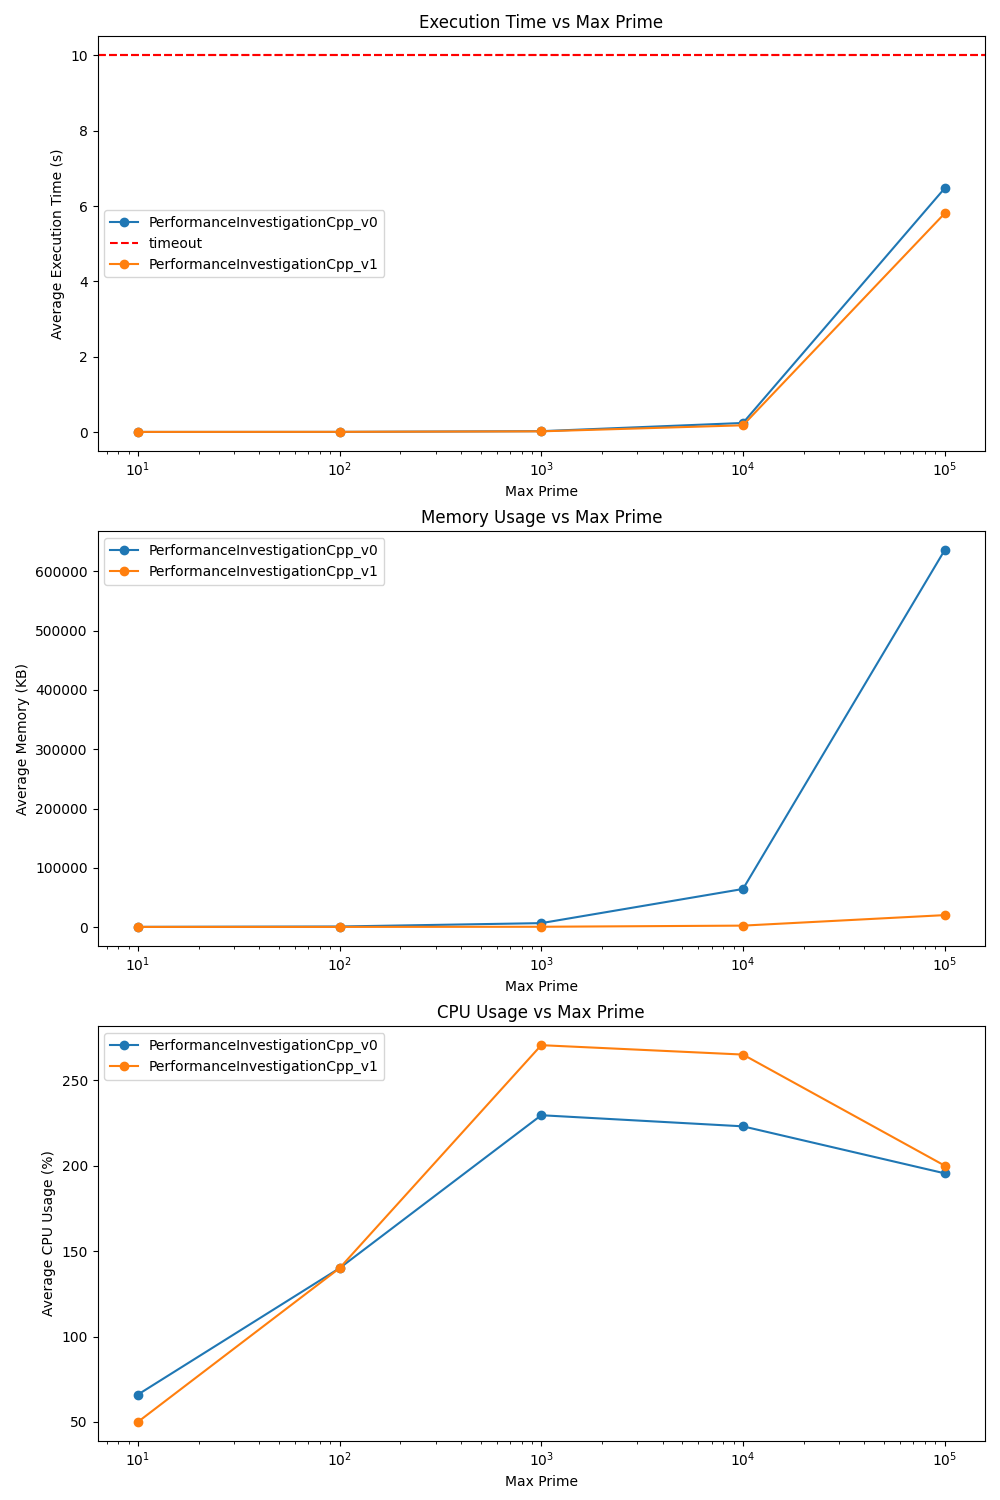 Execution Time vs Max Prime
Average Execution Time (s)
10
8
6
4
2
0
PerformanceInvestigationCpp_v0
timeout
PerformanceInvestigationCpp_v1
10¹ 10² 10³ 10⁴ 10⁵
Max Prime
Memory Usage vs Max Prime
Average Memory (KB)
600000
500000
400000
300000
200000
100000
0
PerformanceInvestigationCpp_v0
PerformanceInvestigationCpp_v1
10¹ 10² 10³ 10⁴ 10⁵
Max Prime
CPU Usage vs Max Prime
Average CPU Usage (%)
250
200
150
100
50
PerformanceInvestigationCpp_v0
PerformanceInvestigationCpp_v1
10¹ 10² 10³ 10⁴ 10⁵
Max Prime